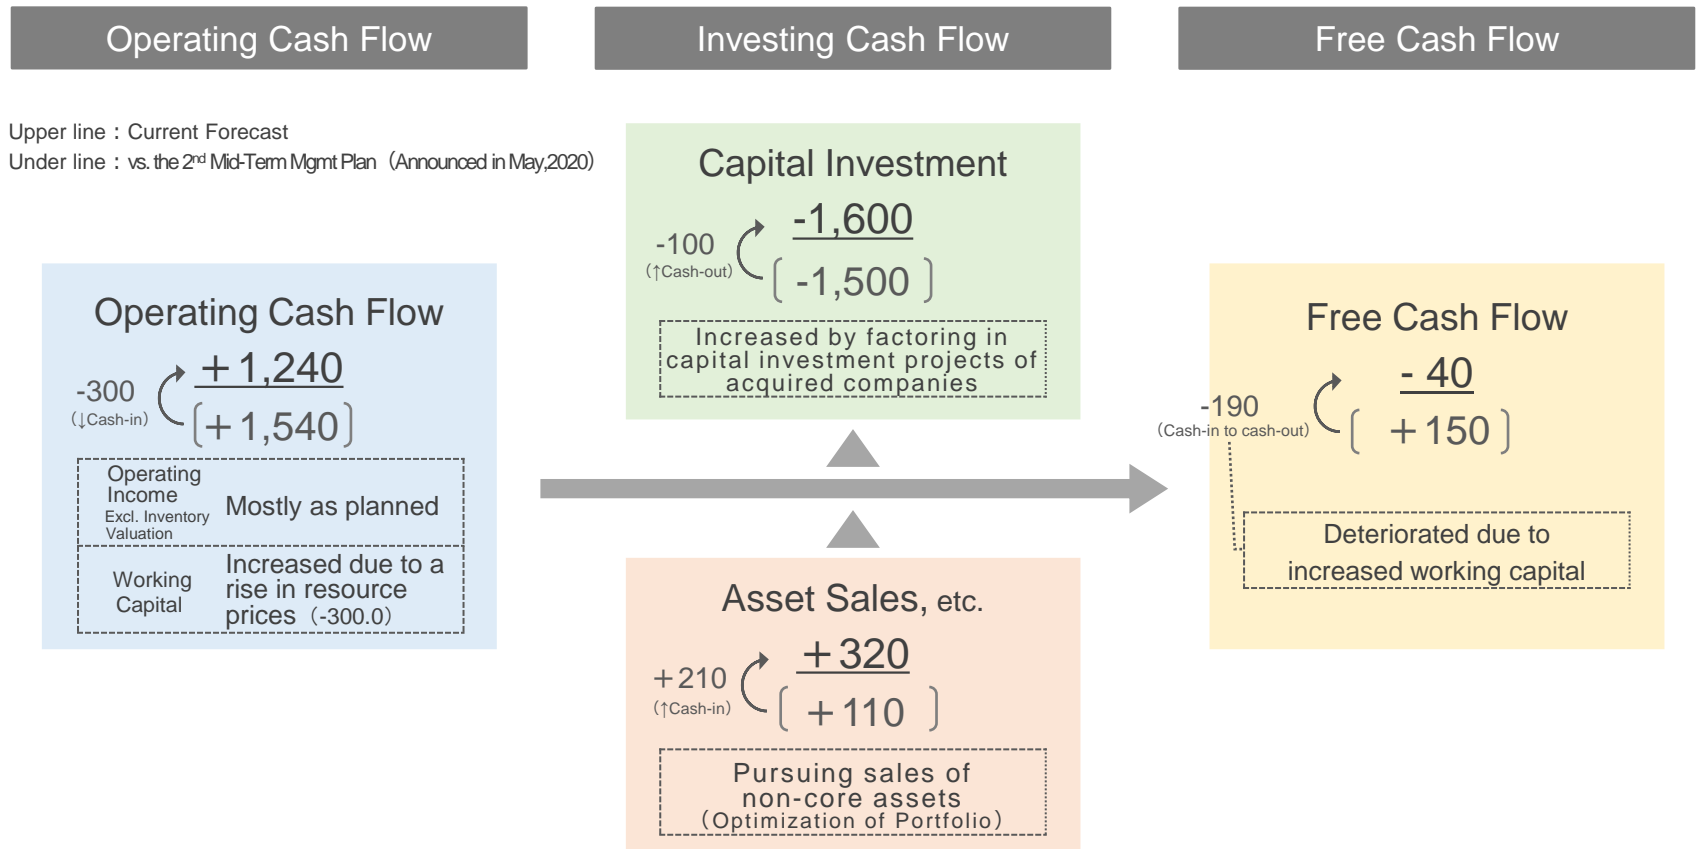 Operating Cash Flow
Investing Cash Flow
Free Cash Flow
Upper line：Current Forecast
Under line：vs. the 2nd Mid-Term Mgmt Plan（Announced in May,2020）
Operating Cash Flow
＋1,240
-300
（↓Cash-in）
（＋1,540）
Operating
Income
Excl. Inventory
Valuation
Mostly as planned
Working
Capital
Increased due to a
rise in resource
prices（-300.0）
Capital Investment
-1,600
-100
（↑Cash-out）
（-1,500）
Increased by factoring in
capital investment projects of
acquired companies
Asset Sales, etc.
＋320
＋210
（↑Cash-in）
（＋110）
Pursuing sales of
non-core assets
（Optimization of Portfolio）
Free Cash Flow
- 40
-190
（Cash-in to cash-out）
（＋150）
Deteriorated due to
increased working capital